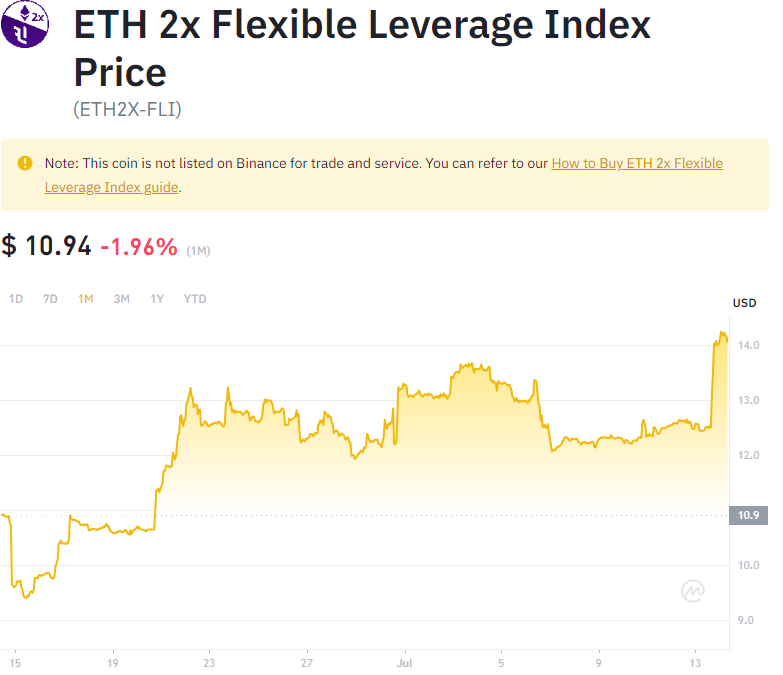 2x
ETH 2x Flexible Leverage Index
Price
(ETH2X-FLI)
Note: This coin is not listed on Binance for trade and service. You can refer to our How to Buy ETH 2x Flexible
Leverage Index guide.
$ 10.94 -1.96% (1M)
1D 7D 1M 3M 1Y YTD
USD
14.0
13.0
12.0
10.9
10.0
9.0
15 19 23 27 Jul 5 9 13